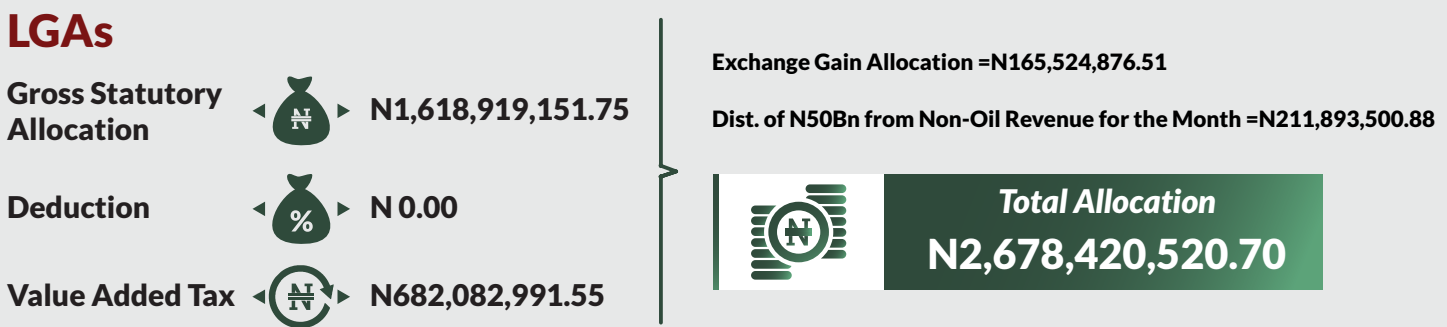 LGAs
Gross Statutory
Allocation
N1,618,919,151.75
Deduction
N 0.00
Value Added Tax
N682,082,991.55
Exchange Gain Allocation =N165,524,876.51
Dist. of N50Bn from Non-Oil Revenue for the Month =N211,893,500.88
Total Allocation
N2,678,420,520.70